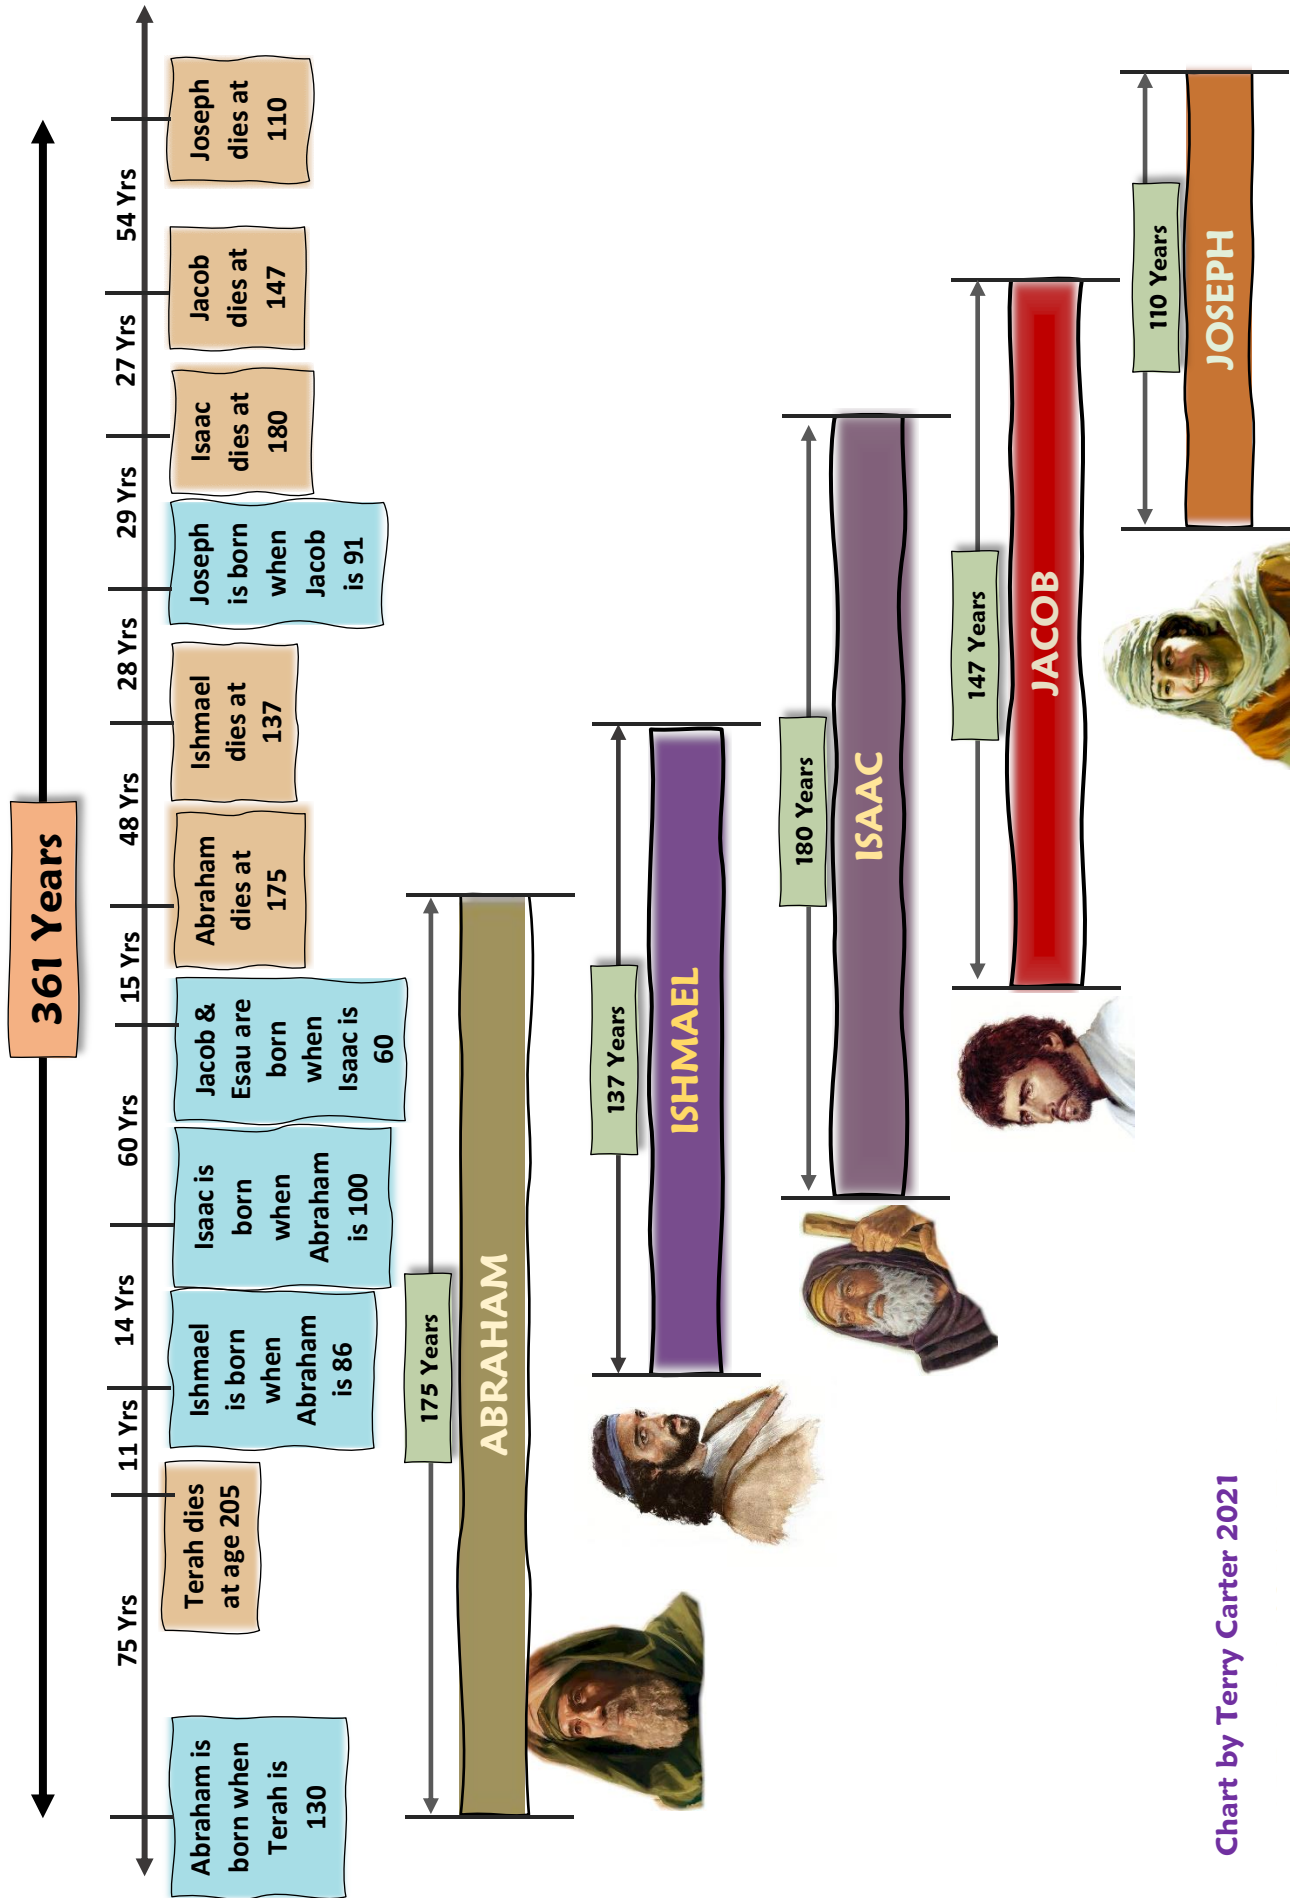 361 Years
75 Yrs
11 Yrs
14 Yrs
60 Yrs
15 Yrs
48 Yrs
28 Yrs
29 Yrs
27 Yrs
54 Yrs
Abraham is
born when
Terah is
130
Terah dies
at age 205
Ishmael
is born
when
Abraham
is 86
Isaac is
born
when
Abraham
is 100
Jacob &
Esau are
born
when
Isaac is
60
Abraham
dies at
175
Ishmael
dies at
137
Joseph
is born
when
Jacob
is 91
Isaac
dies at
180
Jacob
dies at
147
Joseph
dies at
110
175 Years
ABRAHAM
137 Years
ISHMAEL
180 Years
ISAAC
147 Years
JACOB
110 Years
JOSEPH
Chart by Terry Carter 2021